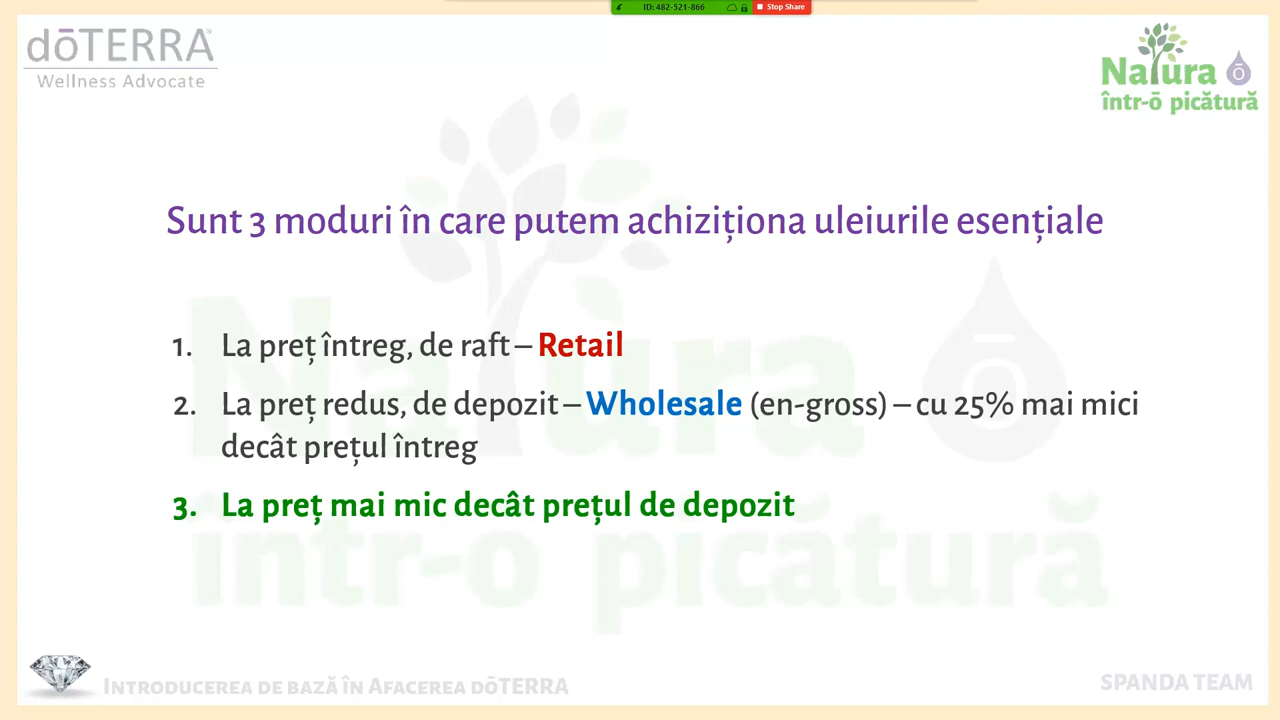 ID: 482-521-866
Stop Share
dōTERRA
Wellness Advocate
Natura ō
într-ō picătură
Sunt 3 moduri în care putem achiziționa uleiurile esențiale
1. La preț întreg, de raft – Retail
2. La preț redus, de depozit – Wholesale (en-gross) – cu 25% mai mici
decât prețul întreg
3. La preț mai mic decât prețul de depozit
Natura ō
într-o picătură
INTRODUCEREA DE BAZĂ ÎN AFACEREA DŌTERRA
SPANDA TEAM